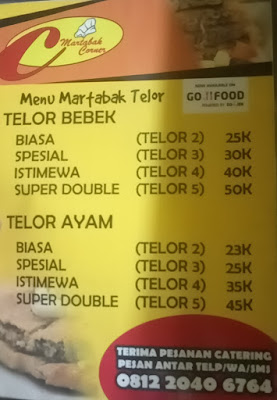 Martabak
Corner
NOW AVAILABLE ON
GO FOOD
Menu Martabak Telor
TELOR BEBEK
BIASA (TELOR 2) 25K
SPESIAL (TELOR 3) 30K
ISTIMEWA (TELOR 4) 40K
SUPER DOUBLE (TELOR 5) 50K
TELOR AYAM
BIASA (TELOR 2) 23K
SPESIAL (TELOR 3) 25K
ISTIMEWA (TELOR 4) 35K
SUPER DOUBLE (TELOR 5) 45K
TERIMA PESANAN CATERING
PESAN ANTAR TELP/WA/SMS
0812 2040 6764